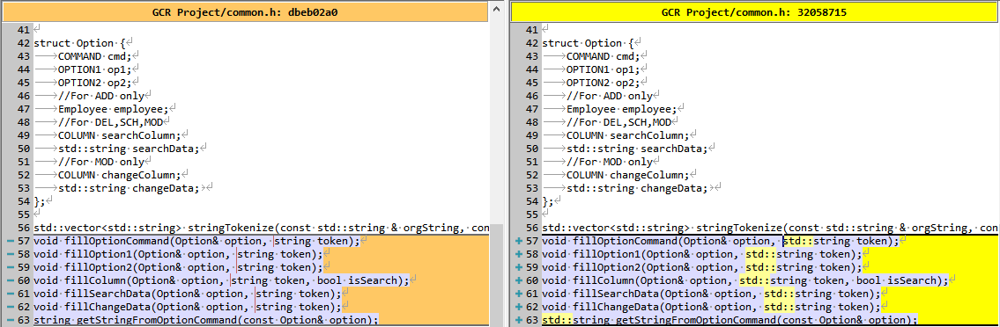 GCR Project/common.h: dbeb02a0
41
42 struct Option {
43 COMMAND cmd;
44 OPTION1 op1;
45 OPTION2 op2;
46 //For ADD only
47 Employee employee;
48 //For DEL,SCH,MOD
49 COLUMN searchColumn;
50 std::string searchData;
51 //For MOD only
52 COLUMN changeColumn;
53 std::string changeData;
54 };
55
56 std::vector<std::string> stringTokenize(const std::string & orgString, con
57 void fillOptionCommand(Option& option, string token);
58 void fillOption1(Option& option, string token);
59 void fillOption2(Option& option, string token);
60 void fillColumn(Option& option, string token, bool isSearch);
61 void fillSearchData(Option& option, string token);
62 void fillChangeData(Option& option, string token);
63 string getStringFromOptionCommand(const Option& option);
GCR Project/common.h: 32058715
41
42 struct Option {
43 COMMAND cmd;
44 OPTION1 op1;
45 OPTION2 op2;
46 //For ADD only
47 Employee employee;
48 //For DEL,SCH,MOD
49 COLUMN searchColumn;
50 std::string searchData;
51 //For MOD only
52 COLUMN changeColumn;
53 std::string changeData;
54 };
55
56 std::vector<std::string> stringTokenize(const std::string & orgString, con
57 void fillOptionCommand(Option& option, std::string token);
58 void fillOption1(Option& option, std::string token);
59 void fillOption2(Option& option, std::string token);
60 void fillColumn(Option& option, std::string token, bool isSearch);
61 void fillSearchData(Option& option, std::string token);
62 void fillChangeData(Option& option, std::string token);
63 std::string getStringFromOptionCommand(const Option& option);